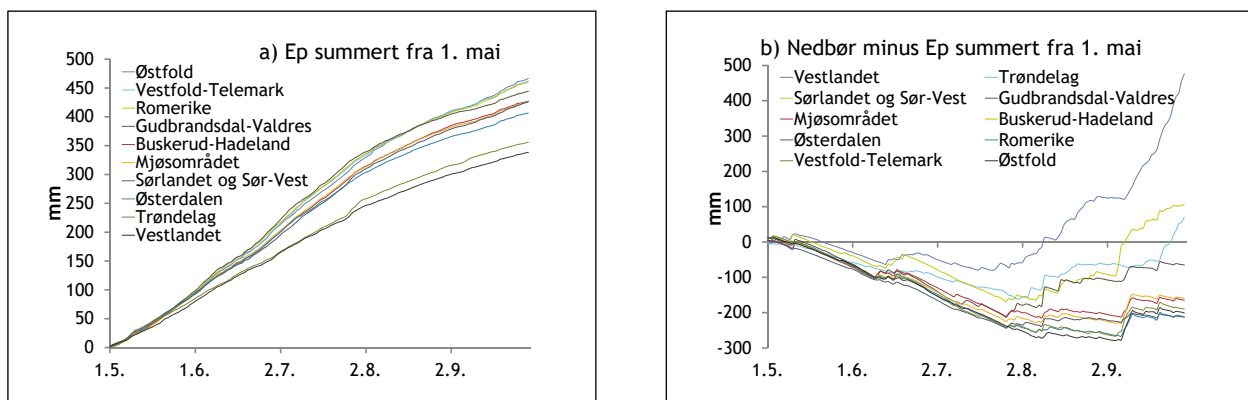 a) Ep summert fra 1. mai
mm
500
450
400
350
300
250
200
150
100
50
0
Østfold
Vestfold-Telemark
Romerike
Gudbrandsdal-Valdres
Buskerud-Hadeland
Mjøsområdet
Sørlandet og Sør-Vest
Østerdalen
Trøndelag
Vestlandet
1.5. 1.6. 2.7. 2.8. 2.9.
b) Nedbør minus Ep summert fra 1. mai
mm
500
400
300
200
100
0
-100
-200
-300
Vestlandet Trøndelag
Sørlandet og Sør-Vest Gudbrandsdal-Valdres
Mjøsområdet Buskerud-Hadeland
Østerdalen Romerike
Vestfold-Telemark Østfold
1.5. 1.6. 2.7. 2.8. 2.9.